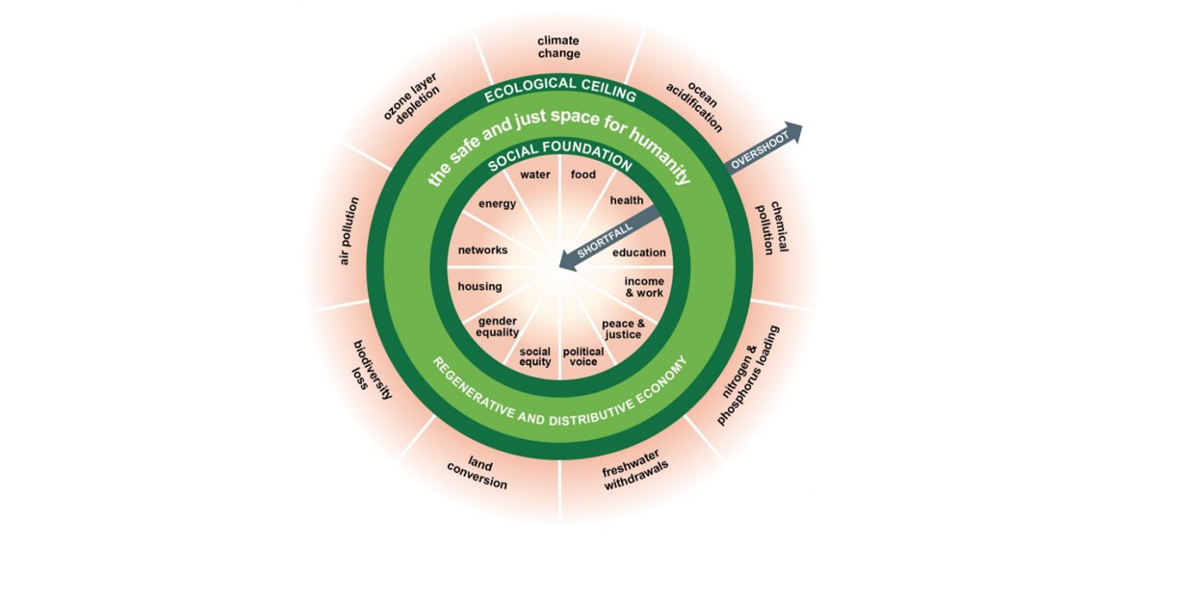 climate
change
ocean
acidification
chemical
pollution
nitrogen &
phosphorus loading
freshwater
withdrawals
land
conversion
biodiversity
loss
air pollution
ozone layer
depletion
OVERSHOOT
ECOLOGICAL CEILING
the safe and just space for humanity
SOCIAL FOUNDATION
water
food
health
SHORTFALL
education
income
& work
peace &
justice
political
voice
social
equity
gender
equality
housing
networks
energy
REGENERATIVE AND DISTRIBUTIVE ECONOMY